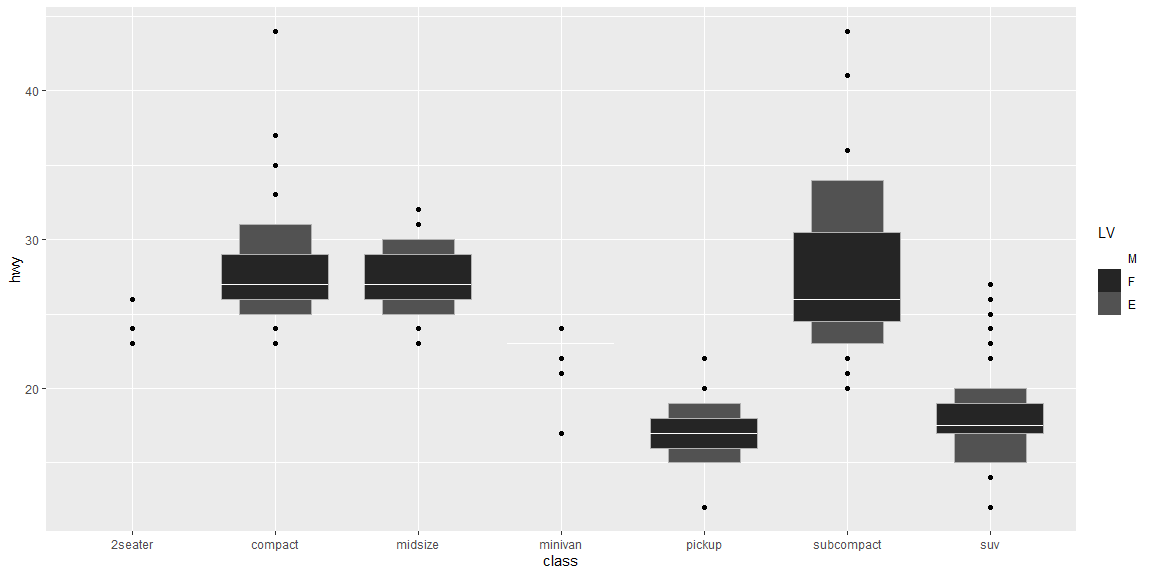 40
30
20
hwy
2seater compact midsize minivan pickup subcompact suv
class
LV
M
F
E